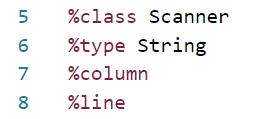 5 %class Scanner
6 %type String
7 %column
8 %line